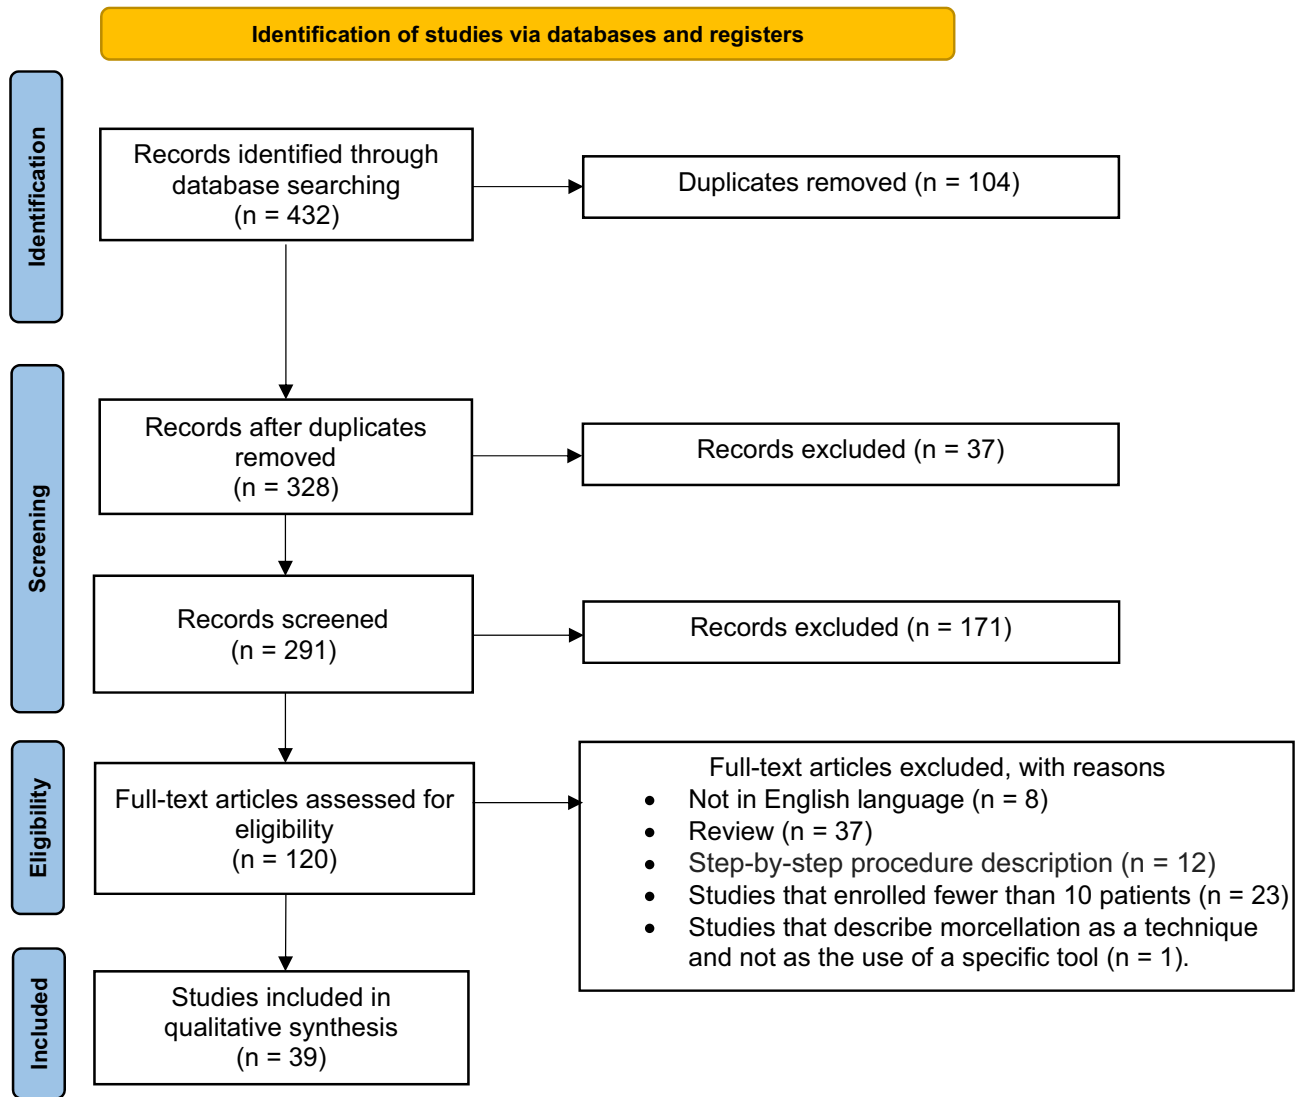 Identification of studies via databases and registers
Identification
Records identified through
database searching
(n = 432)
Duplicates removed (n = 104)
Screening
Records after duplicates
removed
(n = 328)
Records excluded (n = 37)
Records screened
(n = 291)
Records excluded (n = 171)
Eligibility
Full-text articles assessed for
eligibility
(n = 120)
Full-text articles excluded, with reasons
• Not in English language (n = 8)
• Review (n = 37)
• Step-by-step procedure description (n = 12)
• Studies that enrolled fewer than 10 patients (n = 23)
• Studies that describe morcellation as a technique
and not as the use of a specific tool (n = 1).
Included
Studies included in
qualitative synthesis
(n = 39)